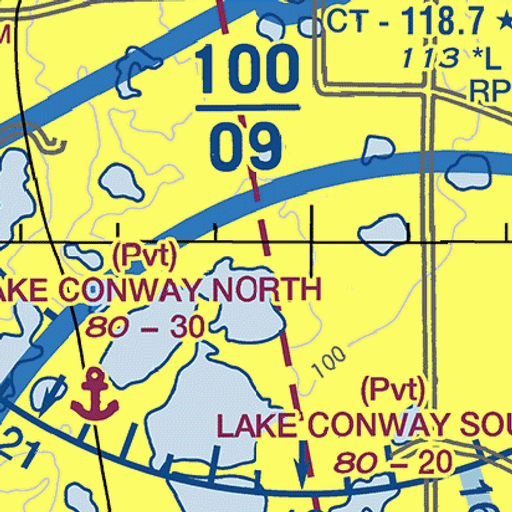 CT - 118.7 ★
113 *L
RP
M
100
09
(Pvt)
AKE CONWAY NORTH
80 – 30
100
(Pvt)
LAKE CONWAY SOU
80 – 20
21